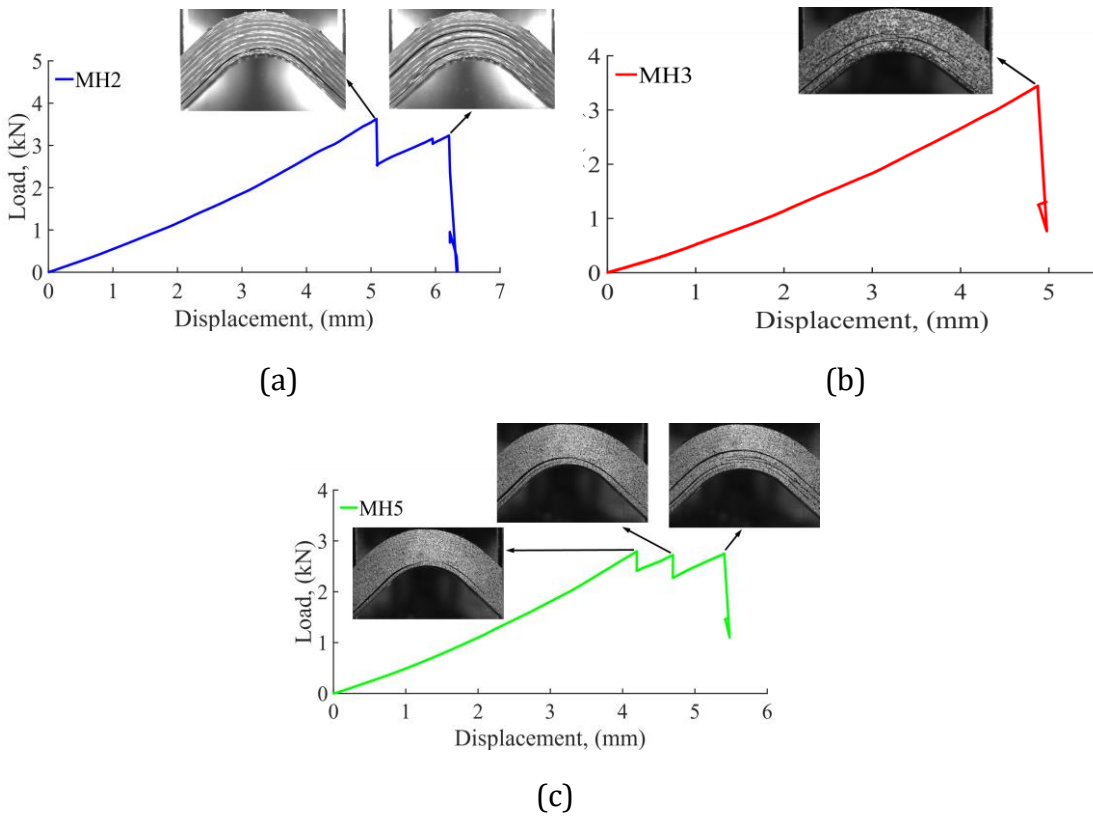 MH2
5
4
3
2
1
0
Load, (kN)
0 1 2 3 4 5 6 7
Displacement, (mm)
(a)
MH3
4
3
2
1
0
0 1 2 3 4 5
Displacement, (mm)
(b)
MH5
4
3
2
1
0
Load, (kN)
0 1 2 3 4 5 6
Displacement, (mm)
(c)